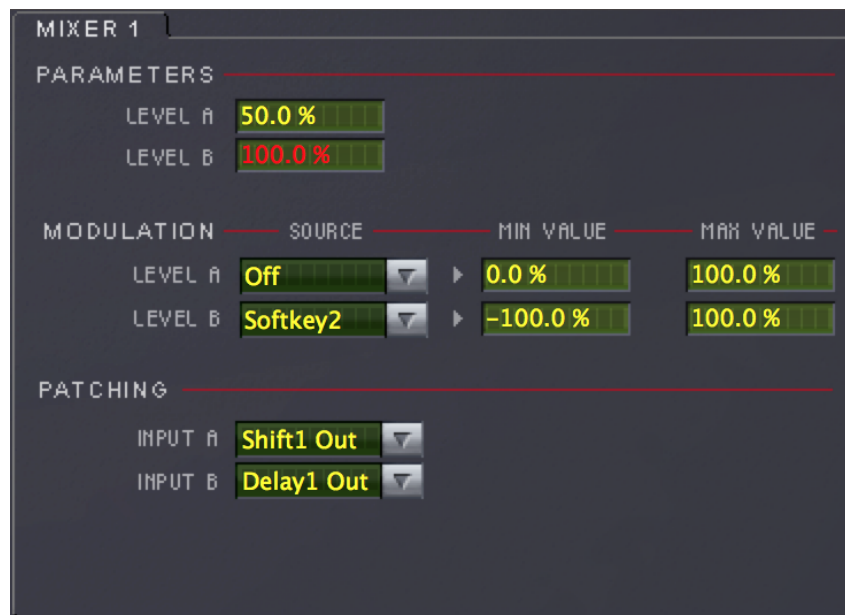 MIXER 1
PARAMETERS
LEVEL A 50.0 %
LEVEL B 100.0 %
MODULATION SOURCE MIN VALUE MAX VALUE
LEVEL A Off 0.0 % 100.0 %
LEVEL B Softkey2 -100.0 % 100.0 %
PATCHING
INPUT A Shift1 Out
INPUT B Delay1 Out